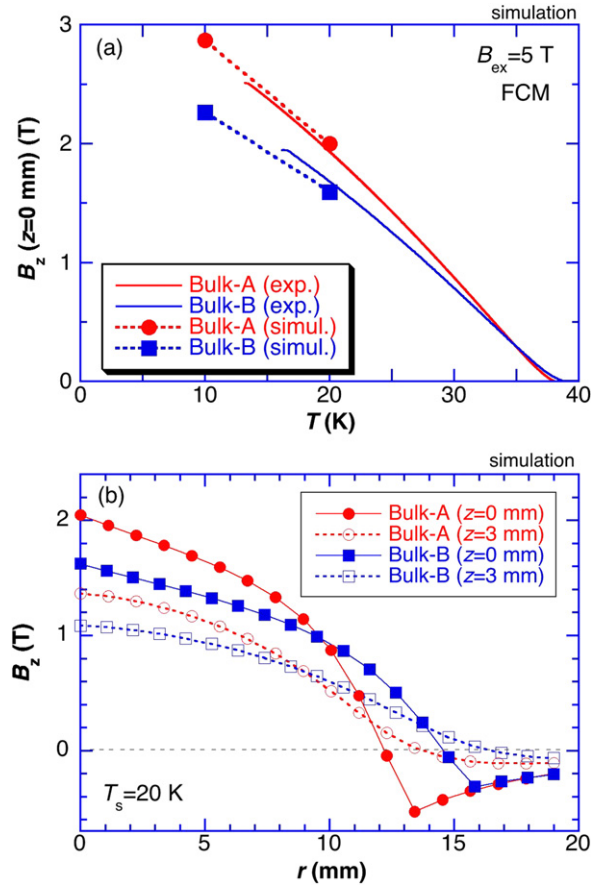 simulation
(a)
B_ex=5 T
FCM
3
2
1
0
B_z (z=0 mm) (T)
Bulk-A (exp.)
Bulk-B (exp.)
Bulk-A (simul.)
Bulk-B (simul.)
0 10 20 30 40
T (K)
simulation
(b)
Bulk-A (z=0 mm)
Bulk-A (z=3 mm)
Bulk-B (z=0 mm)
Bulk-B (z=3 mm)
2
1
0
B_z (T)
T_s=20 K
0 5 10 15 20
r (mm)